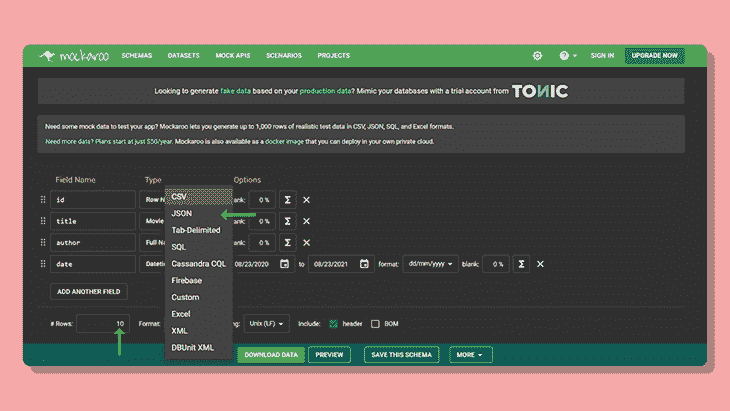 mockaroo SCHEMAS DATASETS MOCK APIS SCENARIOS PROJECTS SIGN IN UPGRADE NOW
Looking to generate fake data based on your production data? Mimic your databases with a trial account from TONIC
Need some mock data to test your app? Mockaroo lets you generate up to 1,000 rows of realistic test data in CSV, JSON, SQL, and Excel formats.
Need more data? Plans start at just $50/year. Mockaroo is also available as a docker image that you can deploy in your own private cloud.
Field Name Type Options
id Row N ank: 0 % Σ
title Movie ank: 0 % Σ
author Full N ank: 0 % Σ
date Dateti 08/23/2020 to 08/23/2021 format: dd/mm/yyyy blank: 0 % Σ
CSV
JSON
Tab-Delimited
SQL
Cassandra CQL
Firebase
Custom
Excel
XML
DBUnit XML
ADD ANOTHER FIELD
# Rows: 10 Format: ng: Unix (LF) Include: header BOM
DOWNLOAD DATA PREVIEW SAVE THIS SCHEMA MORE